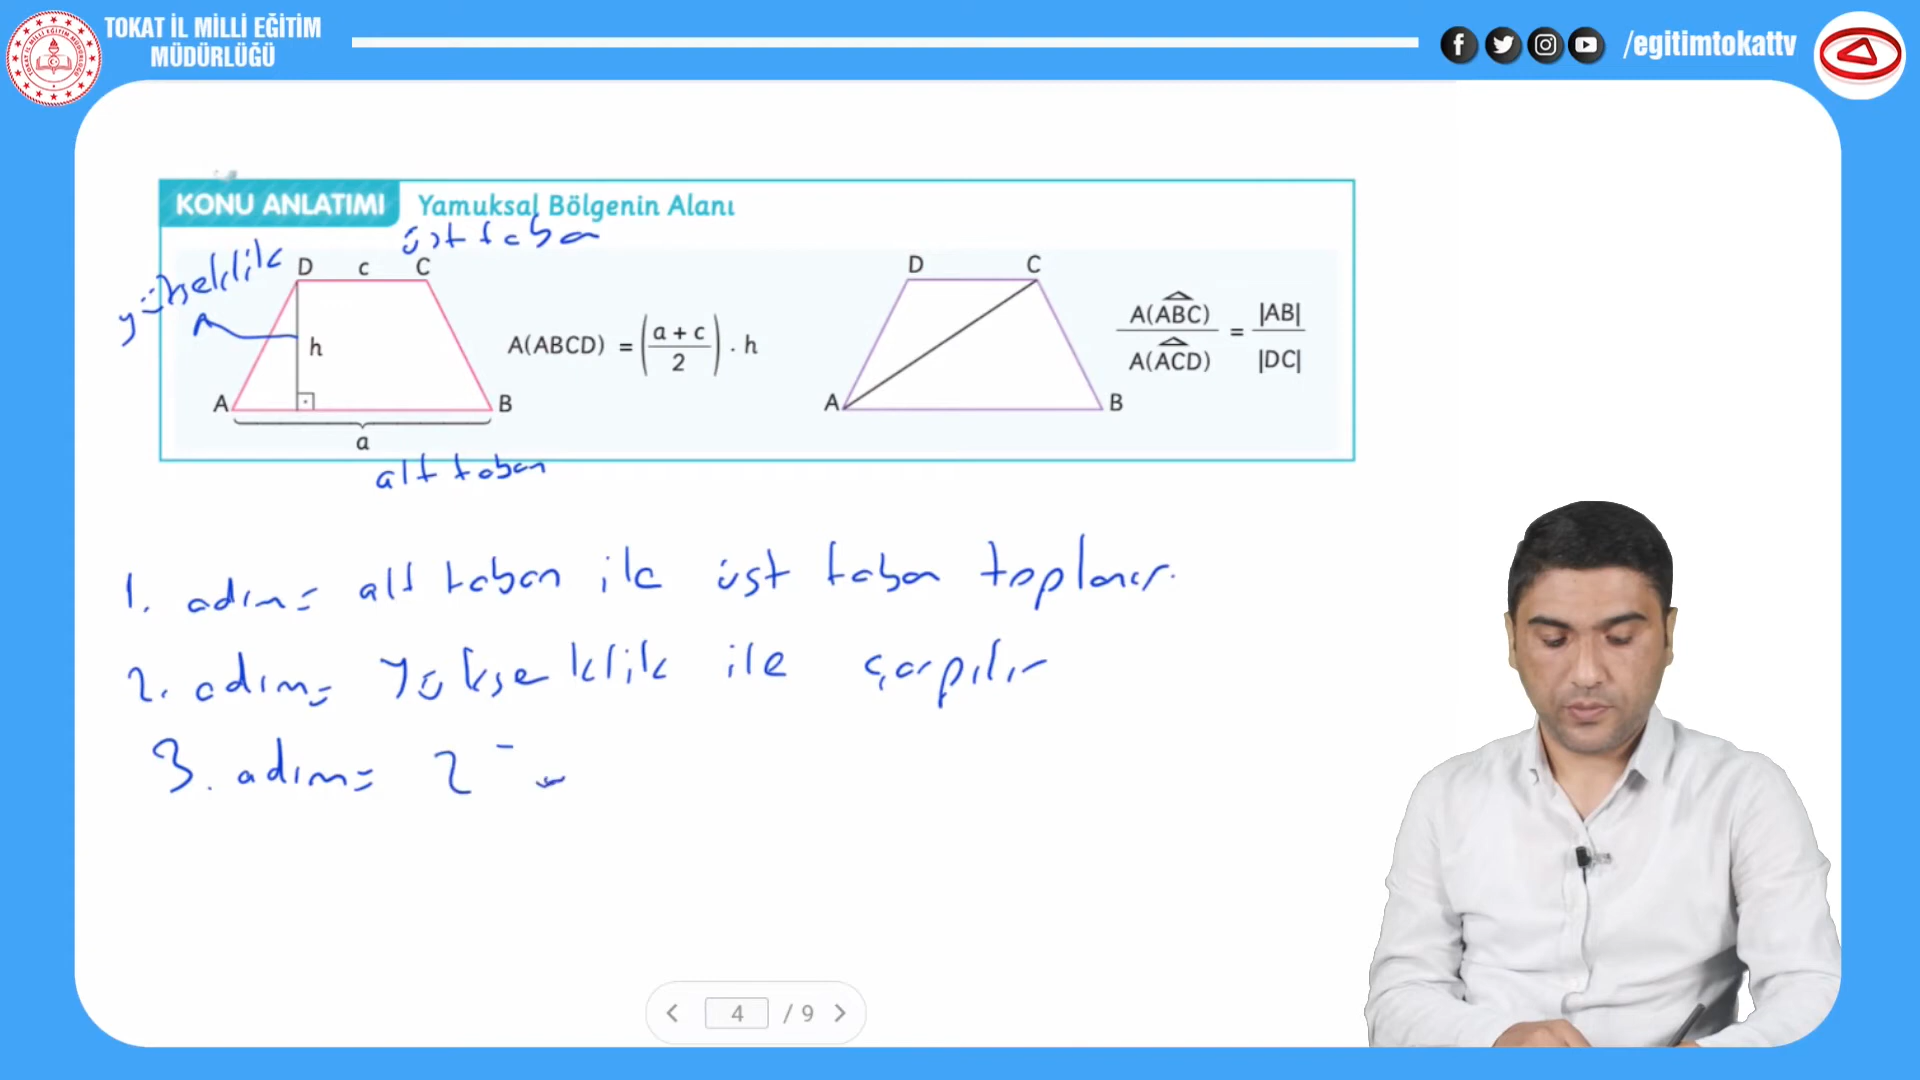 TOKAT İL MİLLİ EĞİTİM
MÜDÜRLÜĞÜ
/egitimtokattv
KONU ANLATIMI Yamuksal Bölgenin Alanı
üst taban
yükseklik
D c C
h
A B
a
alt taban
A(ABCD) = (a + c / 2) . h
D C
A B
A(ABC) / A(ACD) = |AB| / |DC|
1. adım= alt taban ile üst taban toplanır.
2. adım= Yükseklik ile çarpılır
3. adım= 2
4 / 9